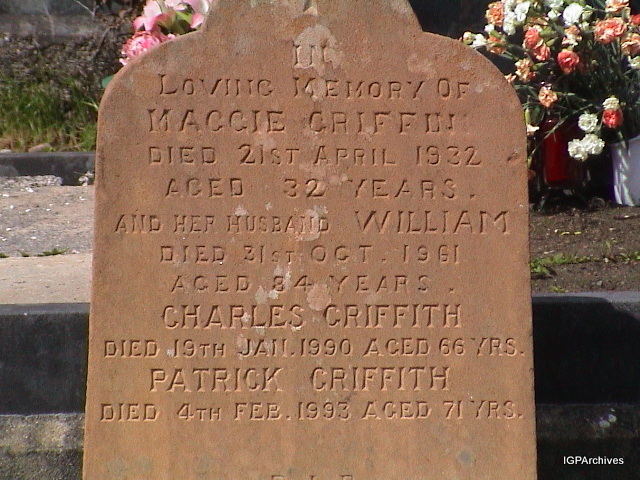 IN
LOVING MEMORY OF
MAGGIE GRIFFIN
DIED 21ST APRIL 1932
AGED 32 YEARS.
AND HER HUSBAND WILLIAM
DIED 31ST OCT. 1961
AGED 84 YEARS.
CHARLES GRIFFITH
DIED 19TH JAN. 1990 AGED 66 YRS.
PATRICK GRIFFITH
DIED 4TH FEB. 1993 AGED 71 YRS.
R.I.P.
IGPArchives